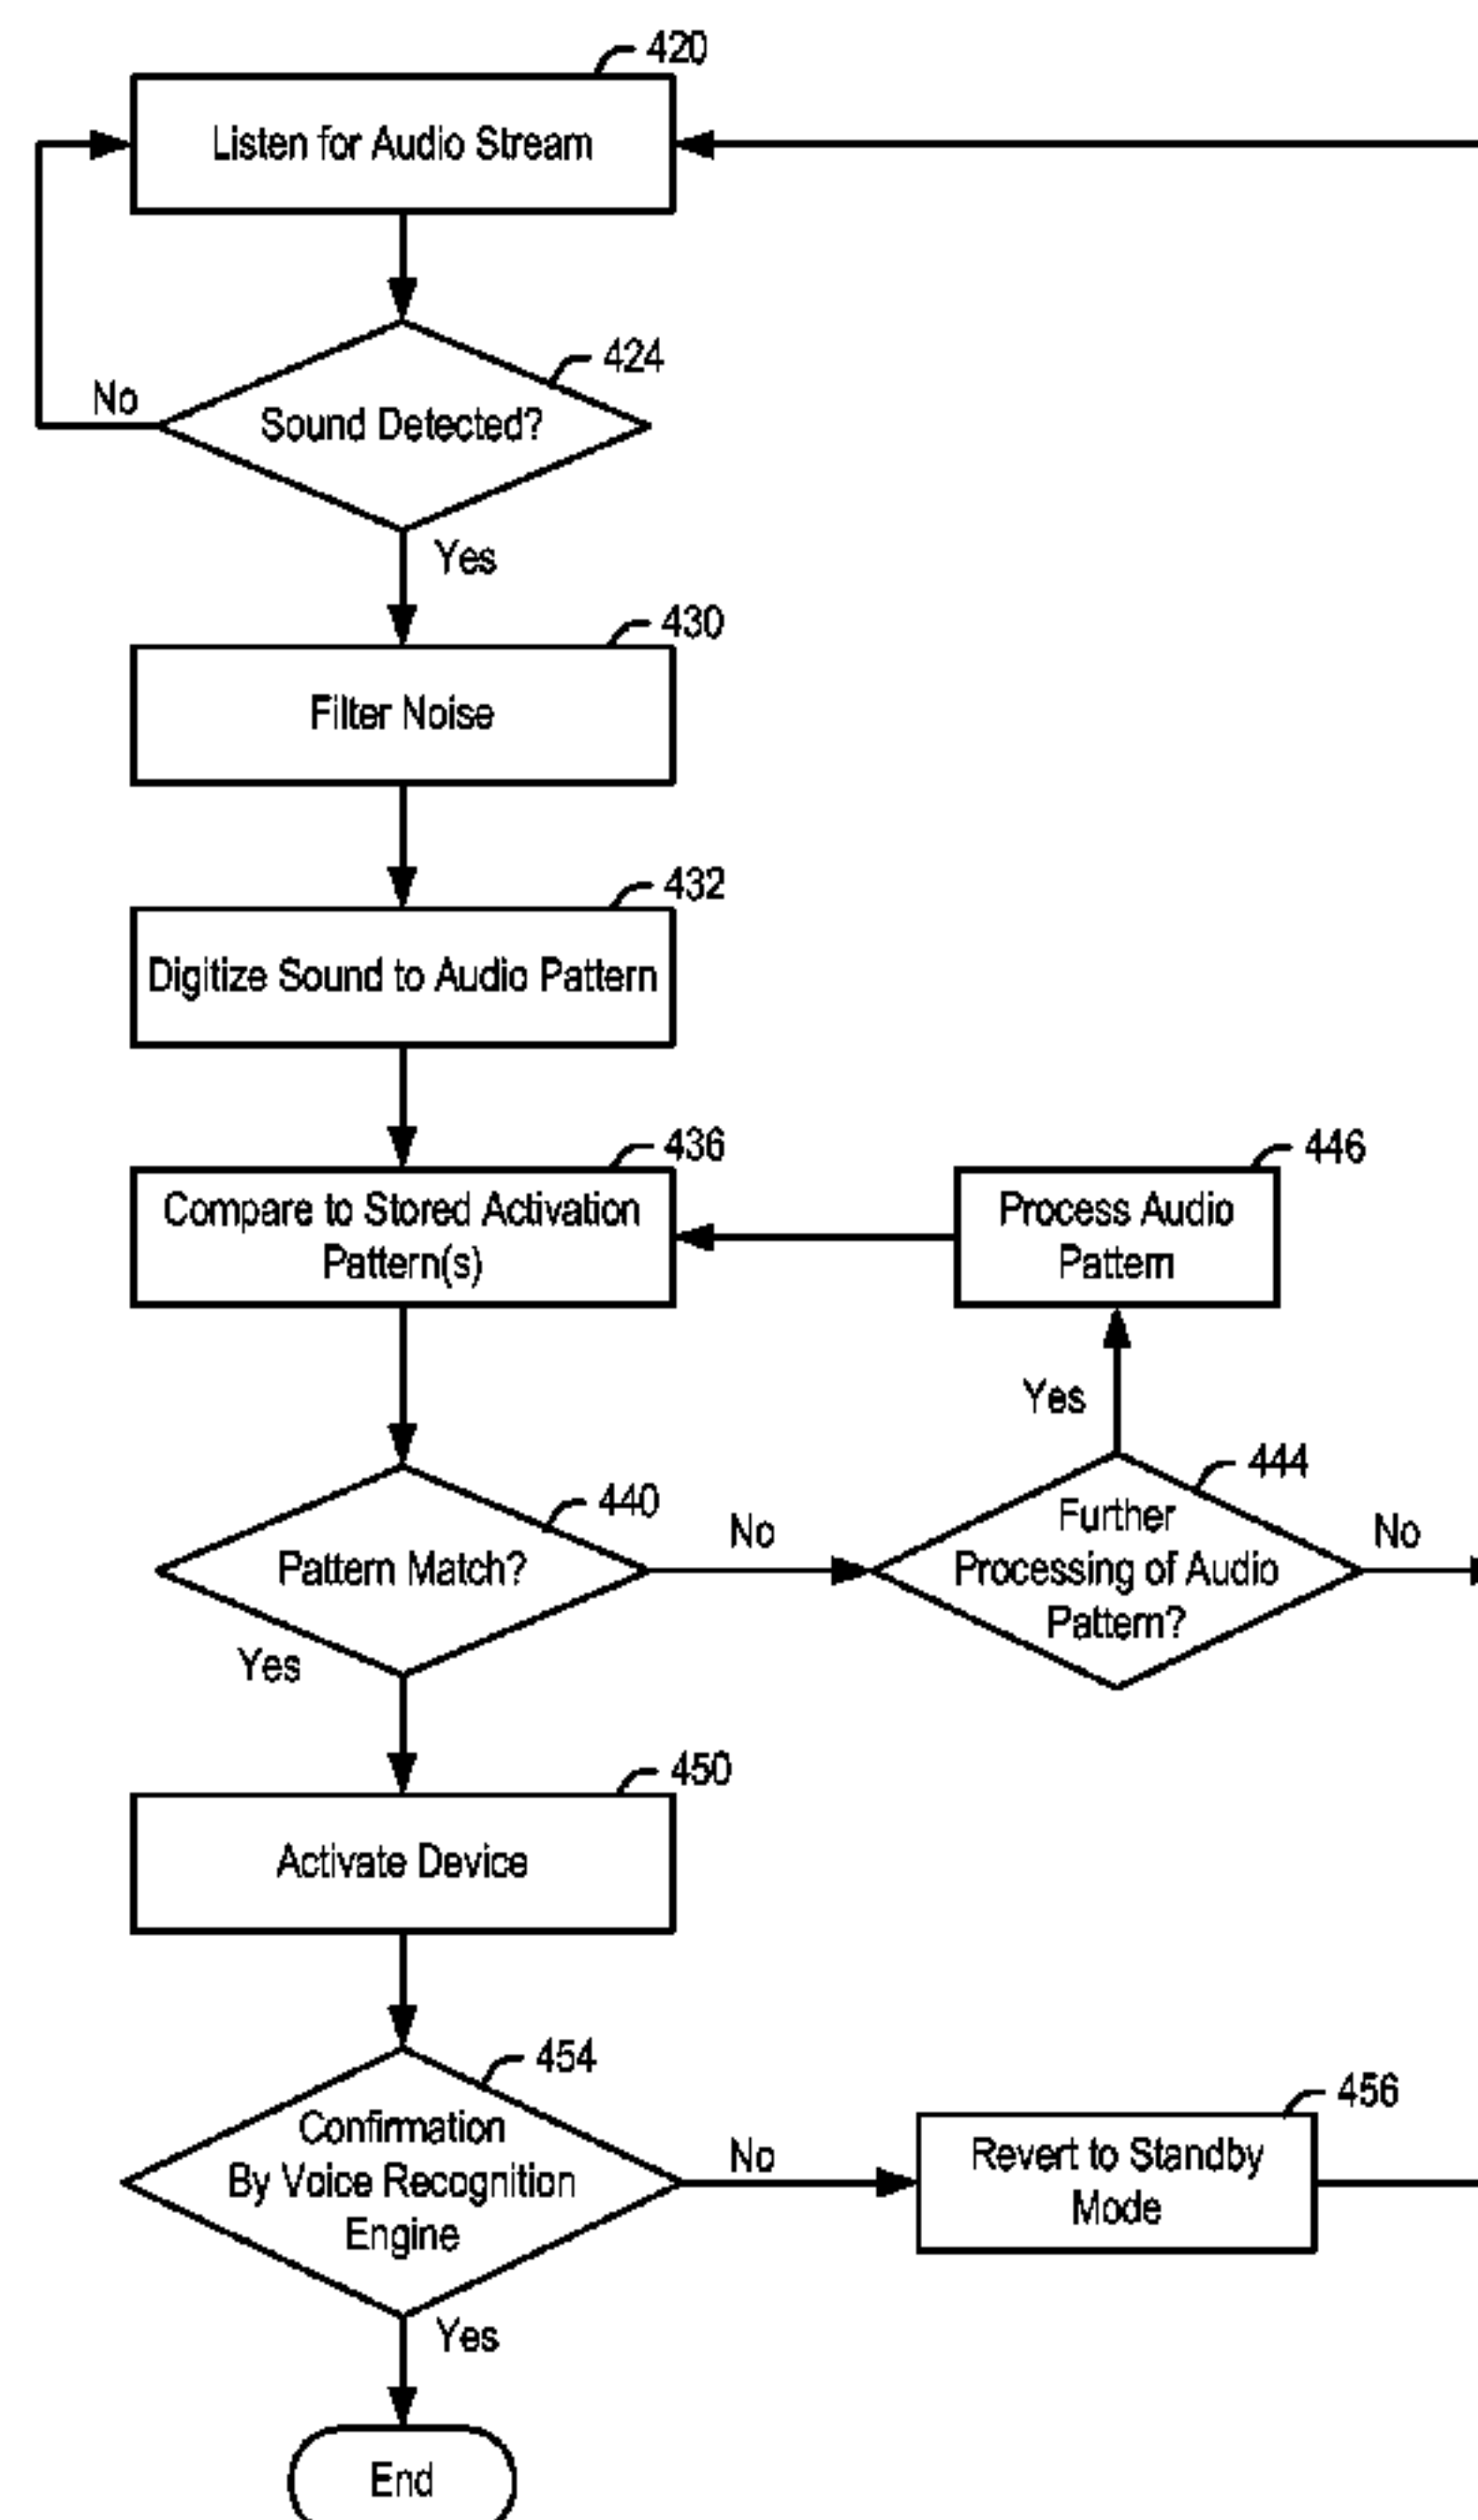 420
Listen for Audio Stream
424
No
Sound Detected?
Yes
430
Filter Noise
432
Digitize Sound to Audio Pattern
436
Compare to Stored Activation
Pattern(s)
446
Process Audio
Pattern
Yes
440
Pattern Match?
No
444
Further
Processing of Audio
Pattern?
No
Yes
450
Activate Device
454
Confirmation
By Voice Recognition
Engine
No
456
Revert to Standby
Mode
Yes
End